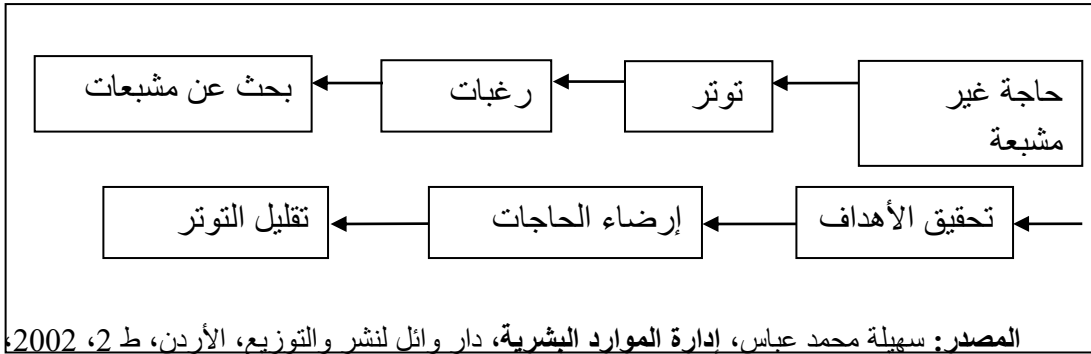 حاجة غير
مشبعة
توتر
رغبات
بحث عن مشبعات
تحقيق الأهداف
إرضاء الحاجات
تقليل التوتر
المصدر: سهيلة محمد عباس، إدارة الموارد البشرية، دار وائل لنشر والتوزيع، الأردن، ط 2، 2002،